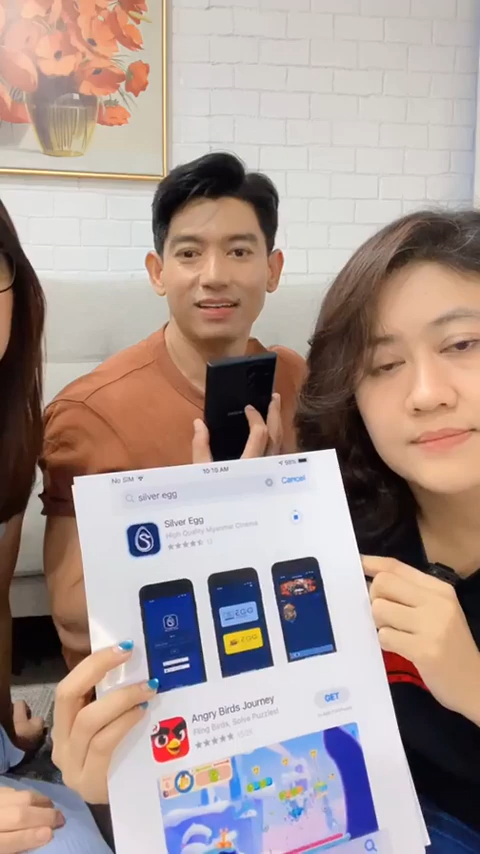 No SIM 10:10 AM
silver egg Cancel
Silver Egg
High Quality Myanmar Cinema
EGG
EGG
Angry Birds Journey
Fling Birds, Solve Puzzles!
GET